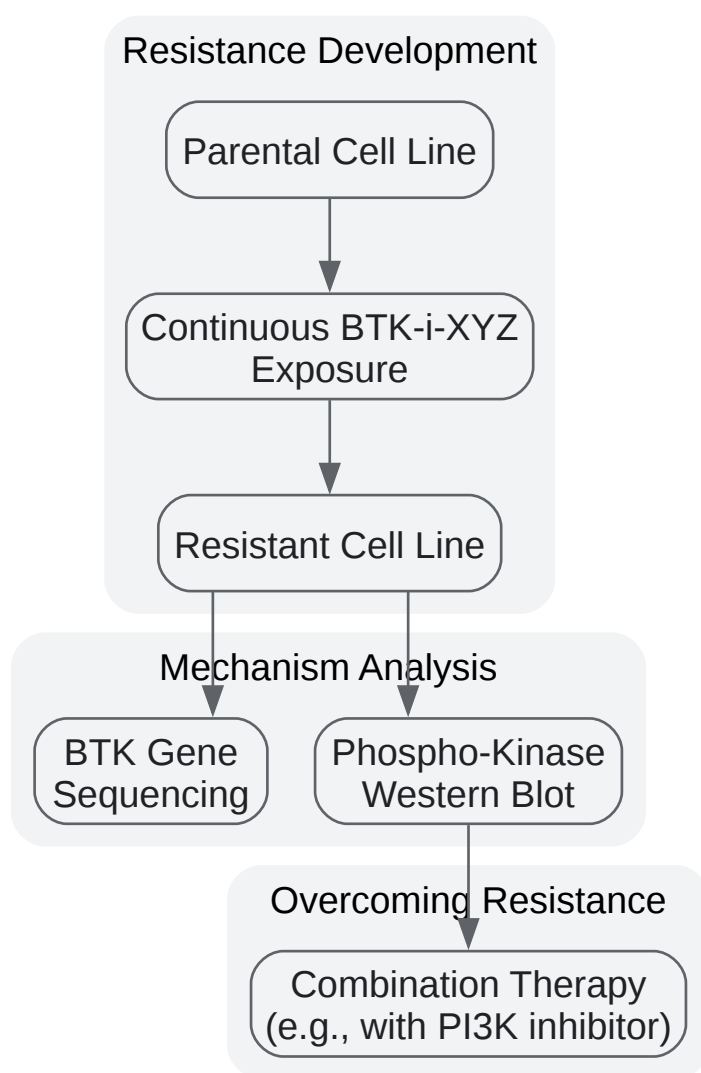 Resistance Development
Parental Cell Line
Continuous BTK-i-XYZ
Exposure
Resistant Cell Line
Mechanism Analysis
BTK Gene
Sequencing
Phospho-Kinase
Western Blot
Overcoming Resistance
Combination Therapy
(e.g., with PI3K inhibitor)